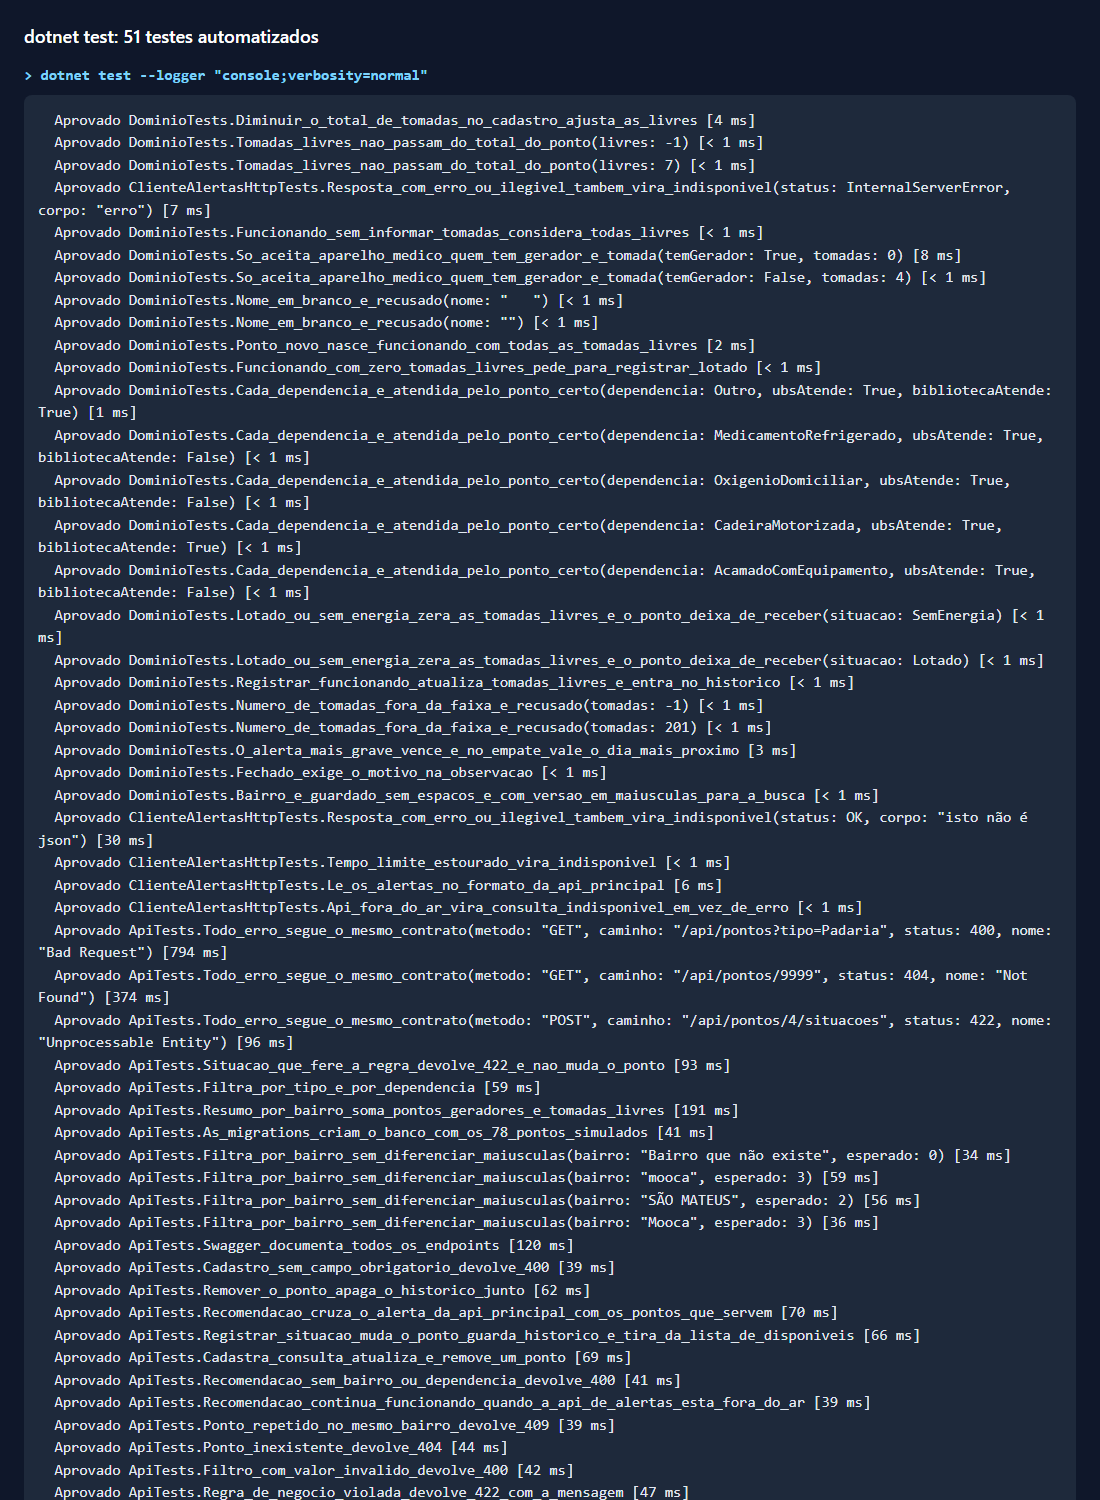 dotnet test: 51 testes automatizados
> dotnet test --logger "console;verbosity=normal"
Aprovado DominioTests.Diminuir_o_total_de_tomadas_no_cadastro_ajusta_as_livres [4 ms]
Aprovado DominioTests.Tomadas_livres_nao_passam_do_total_do_ponto(livres: -1) [< 1 ms]
Aprovado DominioTests.Tomadas_livres_nao_passam_do_total_do_ponto(livres: 7) [< 1 ms]
Aprovado ClienteAlertasHttpTests.Resposta_com_erro_ou_ilegivel_tambem_vira_indisponivel(status: InternalServerError,
corpo: "erro") [7 ms]
Aprovado DominioTests.Funcionando_sem_informar_tomadas_considera_todas_livres [< 1 ms]
Aprovado DominioTests.So_aceita_aparelho_medico_quem_tem_gerador_e_tomada(temGerador: True, tomadas: 0) [8 ms]
Aprovado DominioTests.So_aceita_aparelho_medico_quem_tem_gerador_e_tomada(temGerador: False, tomadas: 4) [< 1 ms]
Aprovado DominioTests.Nome_em_branco_e_recusado(nome: "   ") [< 1 ms]
Aprovado DominioTests.Nome_em_branco_e_recusado(nome: "") [< 1 ms]
Aprovado DominioTests.Ponto_novo_nasce_funcionando_com_todas_as_tomadas_livres [2 ms]
Aprovado DominioTests.Funcionando_com_zero_tomadas_livres_pede_para_registrar_lotado [< 1 ms]
Aprovado DominioTests.Cada_dependencia_e_atendida_pelo_ponto_certo(dependencia: Outro, ubsAtende: True, bibliotecaAtende:
True) [1 ms]
Aprovado DominioTests.Cada_dependencia_e_atendida_pelo_ponto_certo(dependencia: MedicamentoRefrigerado, ubsAtende: True,
bibliotecaAtende: False) [< 1 ms]
Aprovado DominioTests.Cada_dependencia_e_atendida_pelo_ponto_certo(dependencia: OxigenioDomiciliar, ubsAtende: True,
bibliotecaAtende: False) [< 1 ms]
Aprovado DominioTests.Cada_dependencia_e_atendida_pelo_ponto_certo(dependencia: CadeiraMotorizada, ubsAtende: True,
bibliotecaAtende: True) [< 1 ms]
Aprovado DominioTests.Cada_dependencia_e_atendida_pelo_ponto_certo(dependencia: AcamadoComEquipamento, ubsAtende: True,
bibliotecaAtende: False) [< 1 ms]
Aprovado DominioTests.Lotado_ou_sem_energia_zera_as_tomadas_livres_e_o_ponto_deixa_de_receber(situacao: SemEnergia) [< 1
ms]
Aprovado DominioTests.Lotado_ou_sem_energia_zera_as_tomadas_livres_e_o_ponto_deixa_de_receber(situacao: Lotado) [< 1 ms]
Aprovado DominioTests.Registrar_funcionando_atualiza_tomadas_livres_e_entra_no_historico [< 1 ms]
Aprovado DominioTests.Numero_de_tomadas_fora_da_faixa_e_recusado(tomadas: -1) [< 1 ms]
Aprovado DominioTests.Numero_de_tomadas_fora_da_faixa_e_recusado(tomadas: 201) [< 1 ms]
Aprovado DominioTests.O_alerta_mais_grave_vence_e_no_empate_vale_o_dia_mais_proximo [3 ms]
Aprovado DominioTests.Fechado_exige_o_motivo_na_observacao [< 1 ms]
Aprovado DominioTests.Bairro_e_guardado_sem_espacos_e_com_versao_em_maiusculas_para_a_busca [< 1 ms]
Aprovado ClienteAlertasHttpTests.Resposta_com_erro_ou_ilegivel_tambem_vira_indisponivel(status: OK, corpo: "isto não é
json") [30 ms]
Aprovado ClienteAlertasHttpTests.Tempo_limite_estourado_vira_indisponivel [< 1 ms]
Aprovado ClienteAlertasHttpTests.Le_os_alertas_no_formato_da_api_principal [6 ms]
Aprovado ClienteAlertasHttpTests.Api_fora_do_ar_vira_consulta_indisponivel_em_vez_de_erro [< 1 ms]
Aprovado ApiTests.Todo_erro_segue_o_mesmo_contrato(metodo: "GET", caminho: "/api/pontos?tipo=Padaria", status: 400, nome:
"Bad Request") [794 ms]
Aprovado ApiTests.Todo_erro_segue_o_mesmo_contrato(metodo: "GET", caminho: "/api/pontos/9999", status: 404, nome: "Not
Found") [374 ms]
Aprovado ApiTests.Todo_erro_segue_o_mesmo_contrato(metodo: "POST", caminho: "/api/pontos/4/situacoes", status: 422, nome:
"Unprocessable Entity") [96 ms]
Aprovado ApiTests.Situacao_que_fere_a_regra_devolve_422_e_nao_muda_o_ponto [93 ms]
Aprovado ApiTests.Filtra_por_tipo_e_por_dependencia [59 ms]
Aprovado ApiTests.Resumo_por_bairro_soma_pontos_geradores_e_tomadas_livres [191 ms]
Aprovado ApiTests.As_migrations_criam_o_banco_com_os_78_pontos_simulados [41 ms]
Aprovado ApiTests.Filtra_por_bairro_sem_diferenciar_maiusculas(bairro: "Bairro que não existe", esperado: 0) [34 ms]
Aprovado ApiTests.Filtra_por_bairro_sem_diferenciar_maiusculas(bairro: "mooca", esperado: 3) [59 ms]
Aprovado ApiTests.Filtra_por_bairro_sem_diferenciar_maiusculas(bairro: "SÃO MATEUS", esperado: 2) [56 ms]
Aprovado ApiTests.Filtra_por_bairro_sem_diferenciar_maiusculas(bairro: "Mooca", esperado: 3) [36 ms]
Aprovado ApiTests.Swagger_documenta_todos_os_endpoints [120 ms]
Aprovado ApiTests.Cadastro_sem_campo_obrigatorio_devolve_400 [39 ms]
Aprovado ApiTests.Remover_o_ponto_apaga_o_historico_junto [62 ms]
Aprovado ApiTests.Recomendacao_cruza_o_alerta_da_api_principal_com_os_pontos_que_servem [70 ms]
Aprovado ApiTests.Registrar_situacao_muda_o_ponto_guarda_historico_e_tira_da_lista_de_disponiveis [66 ms]
Aprovado ApiTests.Cadastra_consulta_atualiza_e_remove_um_ponto [69 ms]
Aprovado ApiTests.Recomendacao_sem_bairro_ou_dependencia_devolve_400 [41 ms]
Aprovado ApiTests.Recomendacao_continua_funcionando_quando_a_api_de_alertas_esta_fora_do_ar [39 ms]
Aprovado ApiTests.Ponto_repetido_no_mesmo_bairro_devolve_409 [39 ms]
Aprovado ApiTests.Ponto_inexistente_devolve_404 [44 ms]
Aprovado ApiTests.Filtro_com_valor_invalido_devolve_400 [42 ms]
Aprovado ApiTests.Regra_de_negocio_violada_devolve_422_com_a_mensagem [47 ms]